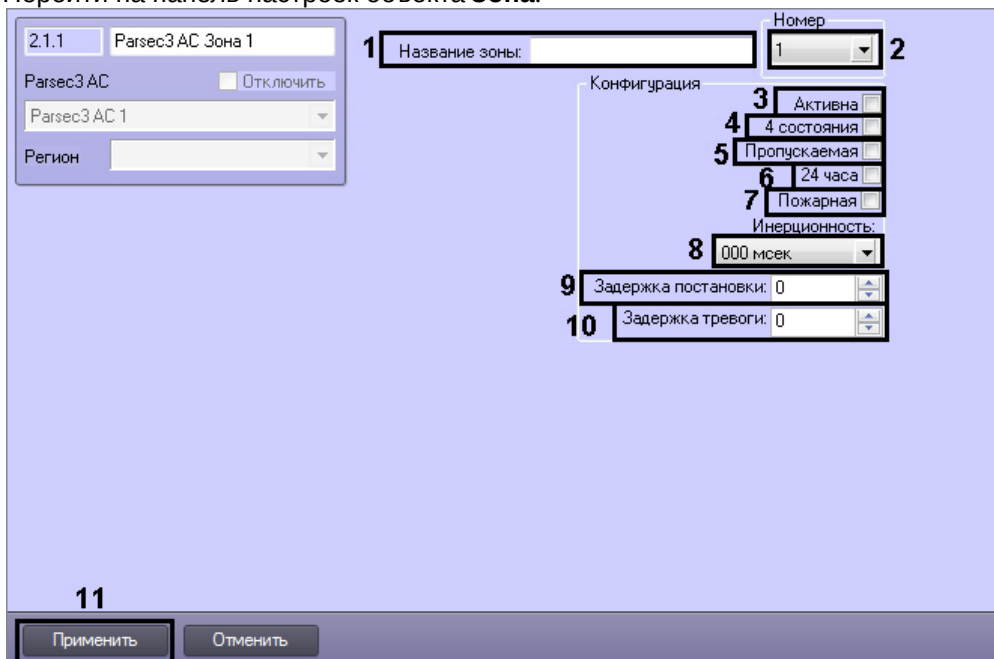 Перейти на панель настроек объекта Зона.
2.1.1 Parsec3 AC Зона 1
Parsec3 AC Отключить
Parsec3 AC 1
Регион
1 Название зоны:
Номер
1 2
Конфигурация
3 Активна
4 4 состояния
5 Пропускаемая
6 24 часа
7 Пожарная
Инерционность:
8 000 мсек
9 Задержка постановки: 0
10 Задержка тревоги: 0
11
Применить Отменить